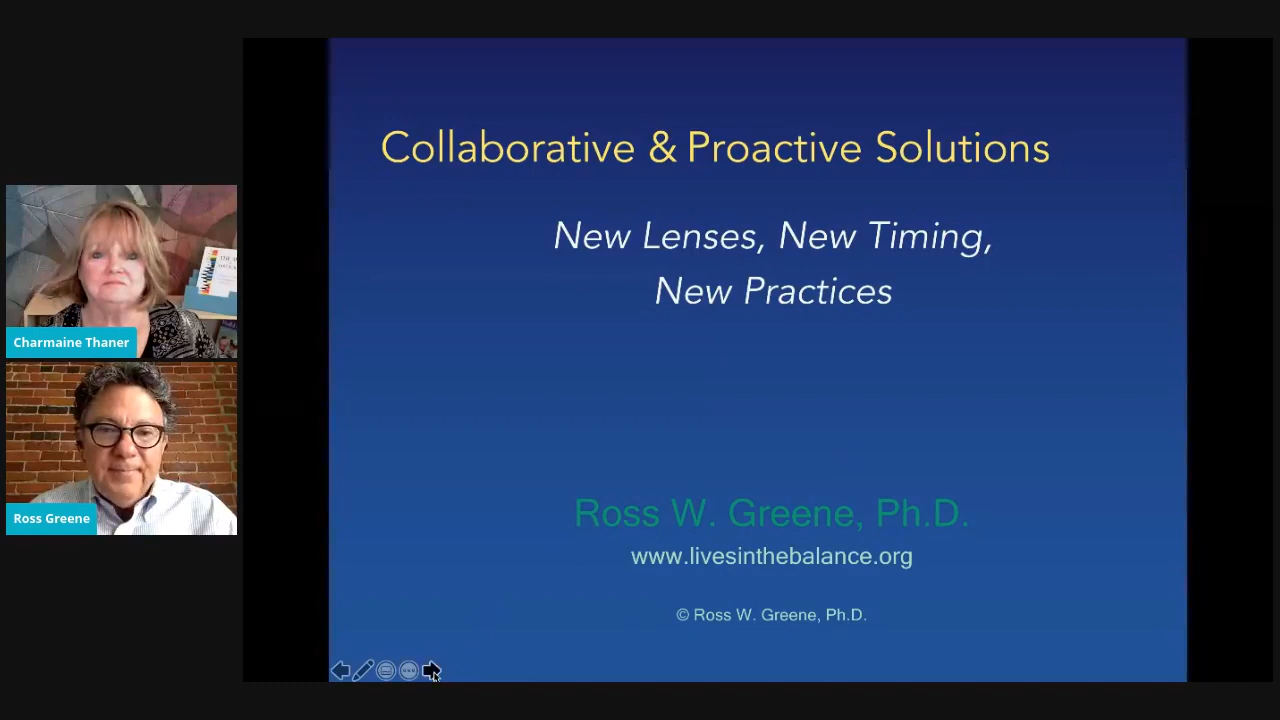 Collaborative & Proactive Solutions
New Lenses, New Timing,
New Practices
Ross W. Greene, Ph.D.
www.livesinthebalance.org
© Ross W. Greene, Ph.D.
Charmaine Thaner
Ross Greene